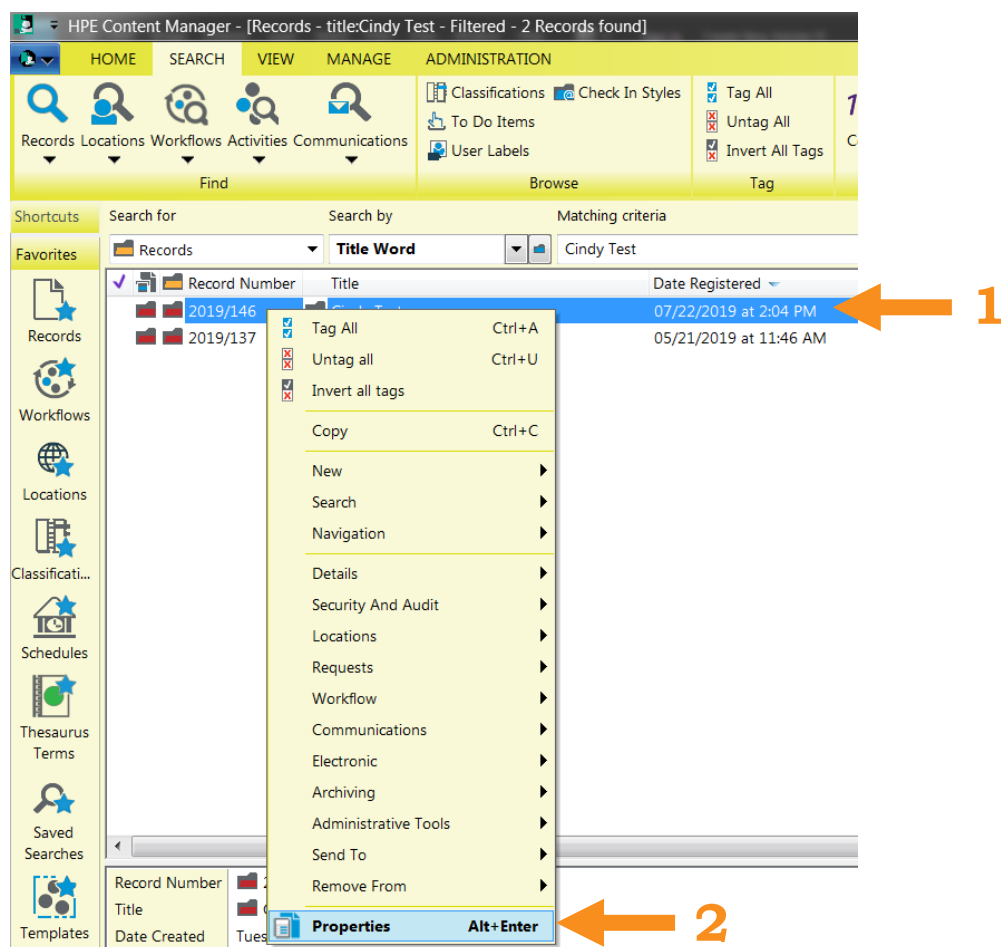 HPE Content Manager - [Records - title:Cindy Test - Filtered - 2 Records found]
HOME SEARCH VIEW MANAGE ADMINISTRATION
Records Locations Workflows Activities Communications
Find
Classifications Check In Styles
To Do Items
User Labels
Browse
Tag All
Untag All
Invert All Tags
Tag
Shortcuts Search for Search by Matching criteria
Favorites Records Title Word Cindy Test
Record Number Title Date Registered
2019/146 07/22/2019 at 2:04 PM
2019/137 05/21/2019 at 11:46 AM
1
Records
Workflows
Locations
Classificati...
Schedules
Thesaurus
Terms
Saved
Searches
Templates
Tag All Ctrl+A
Untag all Ctrl+U
Invert all tags
Copy Ctrl+C
New
Search
Navigation
Details
Security And Audit
Locations
Requests
Workflow
Communications
Electronic
Archiving
Administrative Tools
Send To
Remove From
Properties Alt+Enter
2
Record Number
Title
Date Created Tues